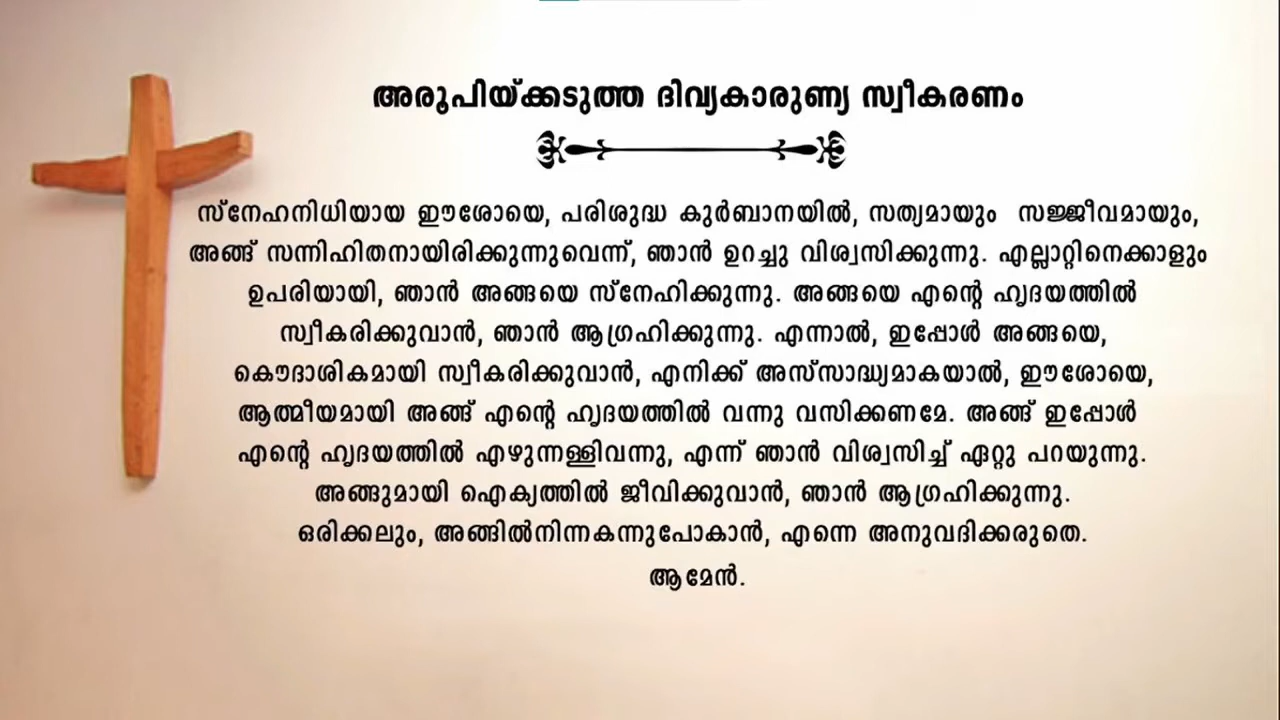 അരൂപിയ്ക്കടുത്ത ദിവ്യകാരുണ്യ സ്വീകരണം
സ്നേഹനിധിയായ ഈശോയെ, പരിശുദ്ധ കുർബാനയിൽ, സത്യമായും സജ്ജീവമായും,
അങ്ങ് സന്നിഹിതനായിരിക്കുന്നുവെന്ന്, ഞാൻ ഉറച്ചു വിശ്വസിക്കുന്നു. എല്ലാറ്റിനെക്കാളും
ഉപരിയായി, ഞാൻ അങ്ങയെ സ്നേഹിക്കുന്നു. അങ്ങയെ എന്റെ ഹൃദയത്തിൽ
സ്വീകരിക്കുവാൻ, ഞാൻ ആഗ്രഹിക്കുന്നു. എന്നാൽ, ഇപ്പോൾ അങ്ങയെ,
കൌദാശികമായി സ്വീകരിക്കുവാൻ, എനിക്ക് അസ്സാദ്ധ്യമാകയാൽ, ഈശോയെ,
ആത്മീയമായി അങ്ങ് എന്റെ ഹൃദയത്തിൽ വന്നു വസിക്കണമേ. അങ്ങ് ഇപ്പോൾ
എന്റെ ഹൃദയത്തിൽ എഴുന്നള്ളിവന്നു, എന്ന് ഞാൻ വിശ്വസിച്ച് ഏറ്റു പറയുന്നു.
അങ്ങുമായി ഐക്യത്തിൽ ജീവിക്കുവാൻ, ഞാൻ ആഗ്രഹിക്കുന്നു.
ഒരിക്കലും, അങ്ങിൽനിന്നകന്നുപോകാൻ, എന്നെ അനുവദിക്കരുതെ.
ആമേൻ.